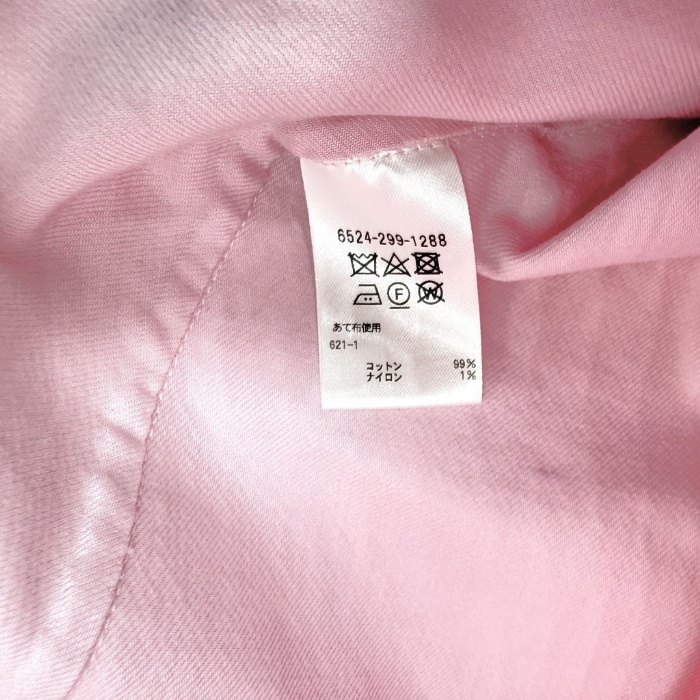 6524-299-1288
F W
あて布使用
621-1
コットン 99%
ナイロン 1%